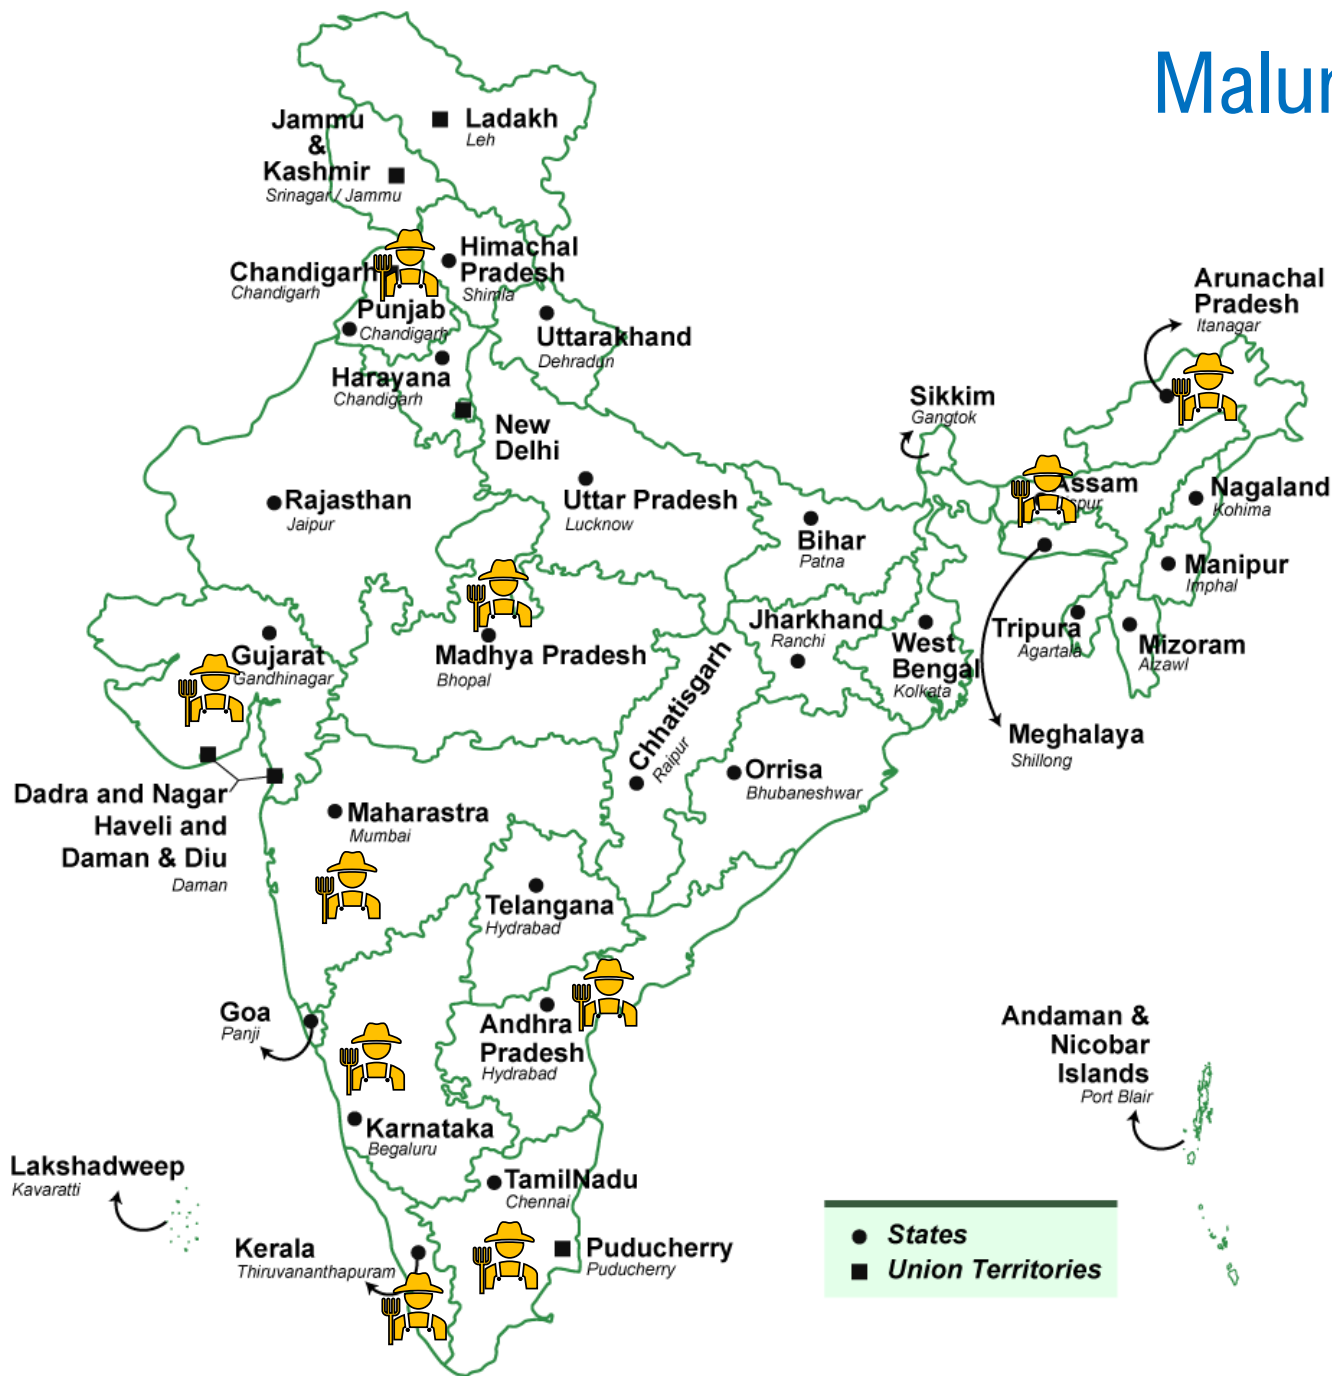 Malur
Jammu
&
Kashmir
Srinagar / Jammu
Ladakh
Leh
Chandigarh
Chandigarh
Himachal
Pradesh
Shimla
Punjab
Chandigarh
Uttarakhand
Dehradun
Harayana
Chandigarh
New
Delhi
Arunachal
Pradesh
Itanagar
Sikkim
Gangtok
Rajasthan
Jaipur
Uttar Pradesh
Lucknow
Bihar
Patna
Assam
Nagaland
Kohima
Manipur
Imphal
Gujarat
Gandhinagar
Madhya Pradesh
Bhopal
Jharkhand
Ranchi
West
Bengal
Kolkata
Tripura
Agartala
Mizoram
Aizawl
Chhatisgarh
Raipur
Meghalaya
Shillong
Orrisa
Bhubaneshwar
Dadra and Nagar
Haveli and
Daman & Diu
Daman
Maharastra
Mumbai
Telangana
Hydrabad
Goa
Panji
Andhra
Pradesh
Hydrabad
Andaman &
Nicobar
Islands
Port Blair
Karnataka
Begaluru
Lakshadweep
Kavaratti
TamilNadu
Chennai
Kerala
Thiruvananthapuram
Puducherry
Puducherry
States
Union Territories